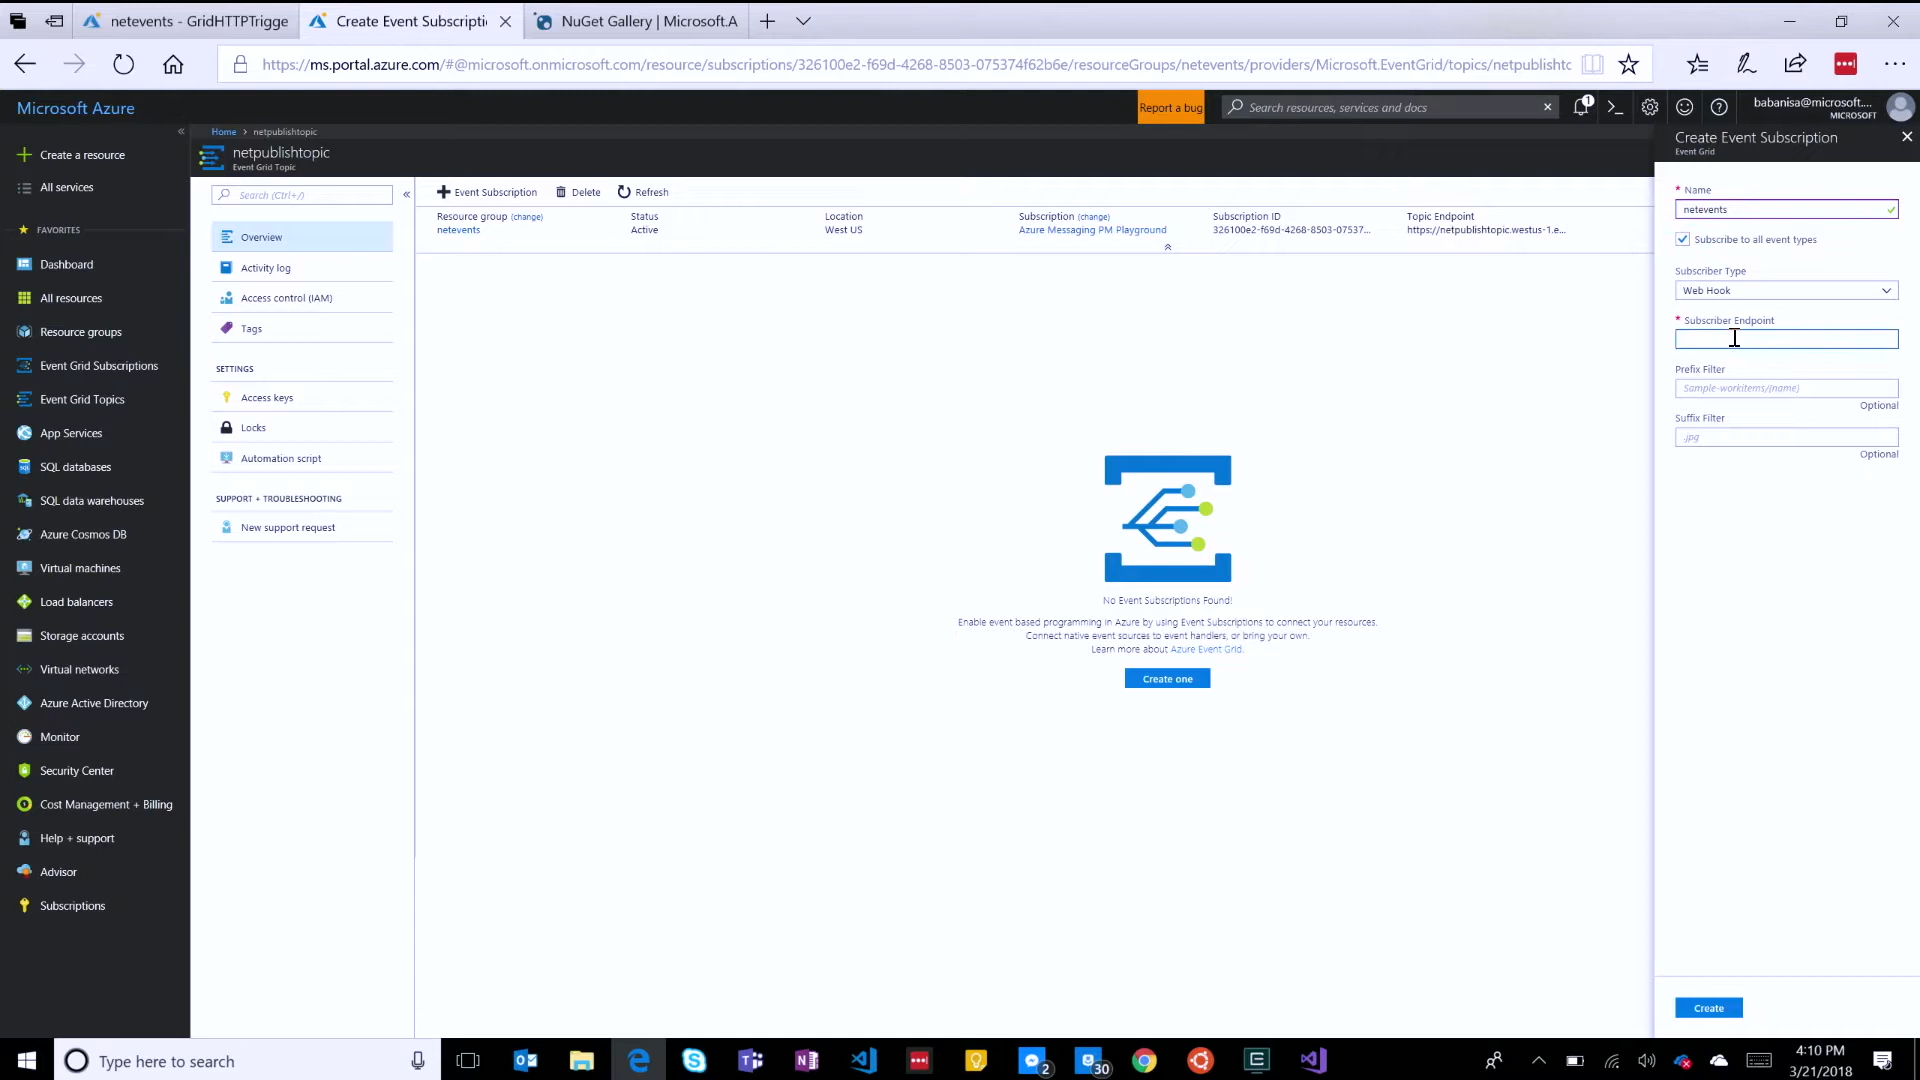 netevents - GridHTTPTrigge
Create Event Subscripti
NuGet Gallery | Microsoft.A
https://ms.portal.azure.com/#@microsoft.onmicrosoft.com/resource/subscriptions/326100e2-f69d-4268-8503-075374f62b6e/resourceGroups/netevents/providers/Microsoft.EventGrid/topics/netpublishtc
Microsoft Azure
Report a bug
Search resources, services and docs
1
babanisa@microsoft....
MICROSOFT
Create a resource
All services
FAVORITES
Dashboard
All resources
Resource groups
Event Grid Subscriptions
Event Grid Topics
App Services
SQL databases
SQL data warehouses
Azure Cosmos DB
Virtual machines
Load balancers
Storage accounts
Virtual networks
Azure Active Directory
Monitor
Security Center
Cost Management + Billing
Help + support
Advisor
Subscriptions
Home > netpublishtopic
netpublishtopic
Event Grid Topic
Search (Ctrl+/)
Overview
Activity log
Access control (IAM)
Tags
SETTINGS
Access keys
Locks
Automation script
SUPPORT + TROUBLESHOOTING
New support request
Event Subscription
Delete
Refresh
Resource group (change)
netevents
Status
Active
Location
West US
Subscription (change)
Azure Messaging PM Playground
Subscription ID
326100e2-f69d-4268-8503-07537...
Topic Endpoint
https://netpublishtopic.westus-1.e...
No Event Subscriptions Found!
Enable event based programming in Azure by using Event Subscriptions to connect your resources.
Connect native event sources to event handlers, or bring your own.
Learn more about Azure Event Grid.
Create one
Create Event Subscription
Event Grid
* Name
netevents
Subscribe to all event types
Subscriber Type
Web Hook
* Subscriber Endpoint
Prefix Filter
Sample-workitems/{name}
Optional
Suffix Filter
.jpg
Optional
Create
Type here to search
2
30
4:10 PM
3/21/2018